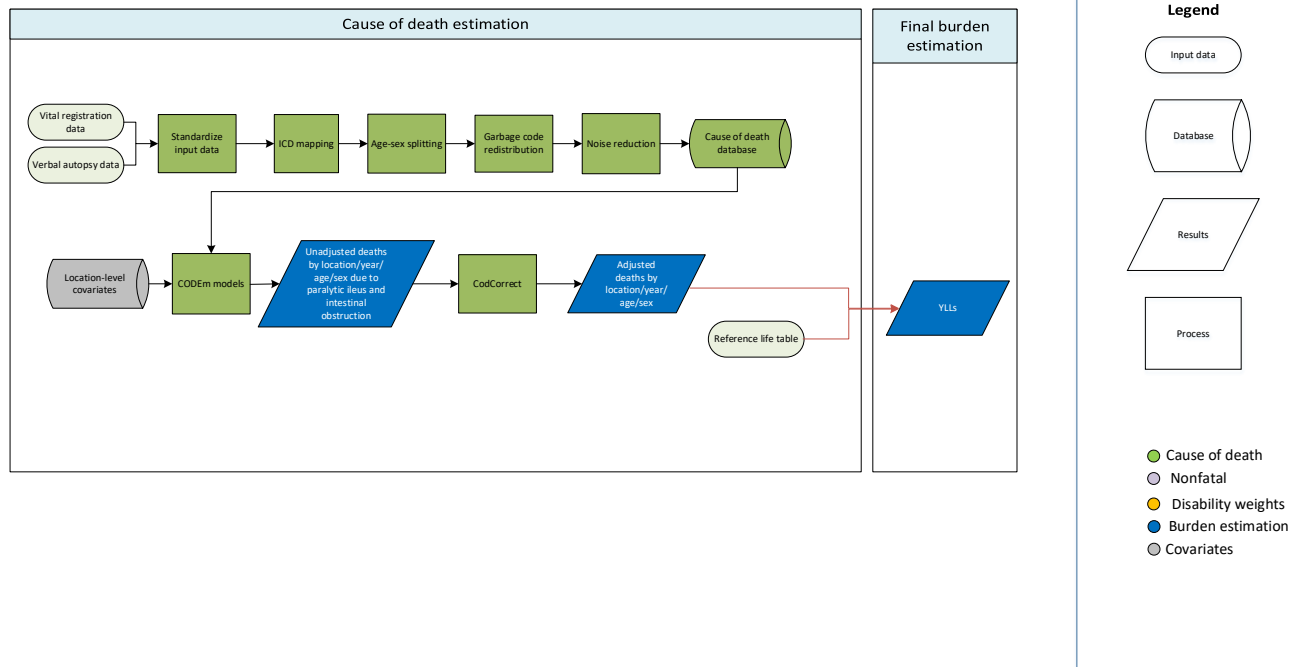 Cause of death estimation
Final burden
estimation
Legend
Input data
Database
Results
Process
Vital registration
data
Verbal autopsy data
Standardize
input data
ICD mapping
Age-sex splitting
Garbage code
redistribution
Noise reduction
Cause of death
database
Location-level
covariates
CODEm models
Unadjusted deaths
by location/year/
age/sex due to
paralytic ileus and
intestinal
obstruction
CodCorrect
Adjusted
deaths by
location/year/
age/sex
Reference life table
YLLs
Cause of death
Nonfatal
Disability weights
Burden estimation
Covariates